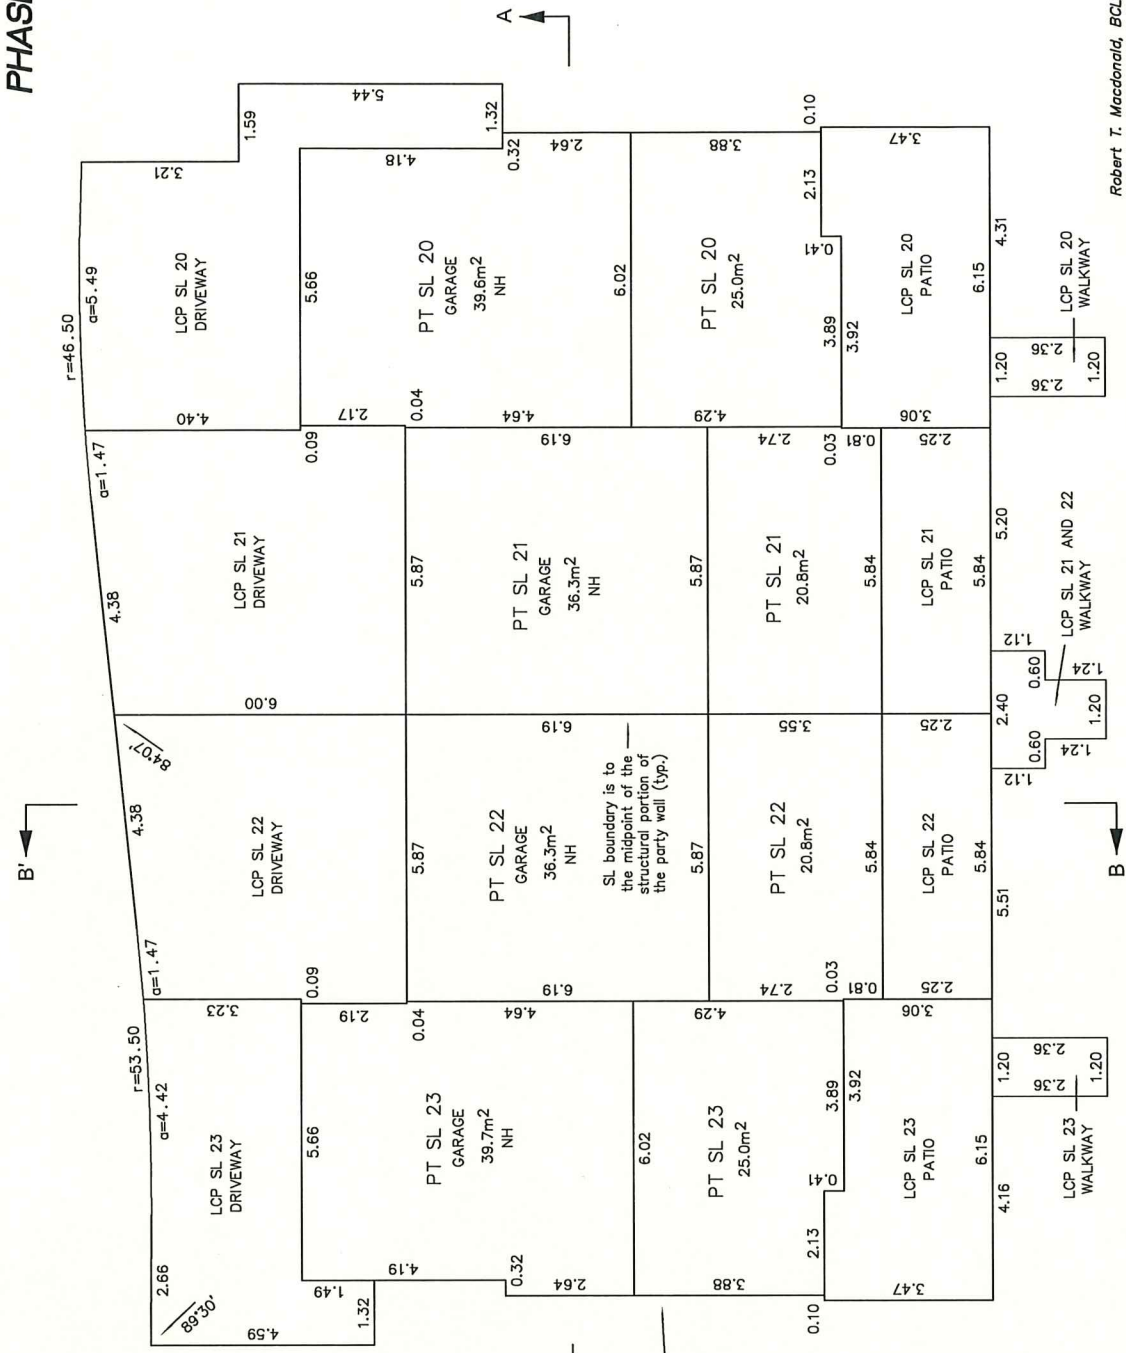 PHASE
A
B'
r=46.50
a=5.49
3.21
1.59
5.44
1.32
LCP SL 20
DRIVEWAY
4.40
5.66
4.18
0.32
2.64
PT SL 20
GARAGE
39.6m²
NH
2.17
0.04
4.64
6.02
3.88
0.10
PT SL 20
25.0m²
4.29
0.41
2.13
3.89
3.92
3.47
LCP SL 20
PATIO
3.06
6.15
4.31
1.20
2.36
2.36
1.20
LCP SL 20
WALKWAY
a=1.47
4.38
0.09
LCP SL 21
DRIVEWAY
6.00
5.87
6.19
PT SL 21
GARAGE
36.3m²
NH
5.87
2.74
0.03
PT SL 21
20.8m²
0.81
5.84
2.25
LCP SL 21
PATIO
5.84
5.20
1.12
0.60
1.24
2.40
1.20
0.60
1.24
1.12
LCP SL 21 AND 22
WALKWAY
84°07'
4.38
a=1.47
LCP SL 22
DRIVEWAY
0.09
5.87
6.19
PT SL 22
GARAGE
36.3m²
NH
SL boundary is to
the midpoint of the
structural portion of
the party wall (typ.)
5.87
6.19
3.55
PT SL 22
20.8m²
2.74
0.03
0.81
5.84
2.25
LCP SL 22
PATIO
2.25
5.84
5.51
r=53.50
a=4.42
3.23
2.66
89°30'
4.59
1.32
1.49
LCP SL 23
DRIVEWAY
5.66
2.19
0.04
4.19
0.32
2.64
PT SL 23
GARAGE
39.7m²
NH
4.64
6.02
4.29
PT SL 23
25.0m²
3.88
0.10
2.13
0.41
3.89
3.92
3.06
3.47
LCP SL 23
PATIO
6.15
4.16
1.20
2.36
2.36
1.20
LCP SL 23
WALKWAY
B
Robert T. Macdonald, BCL